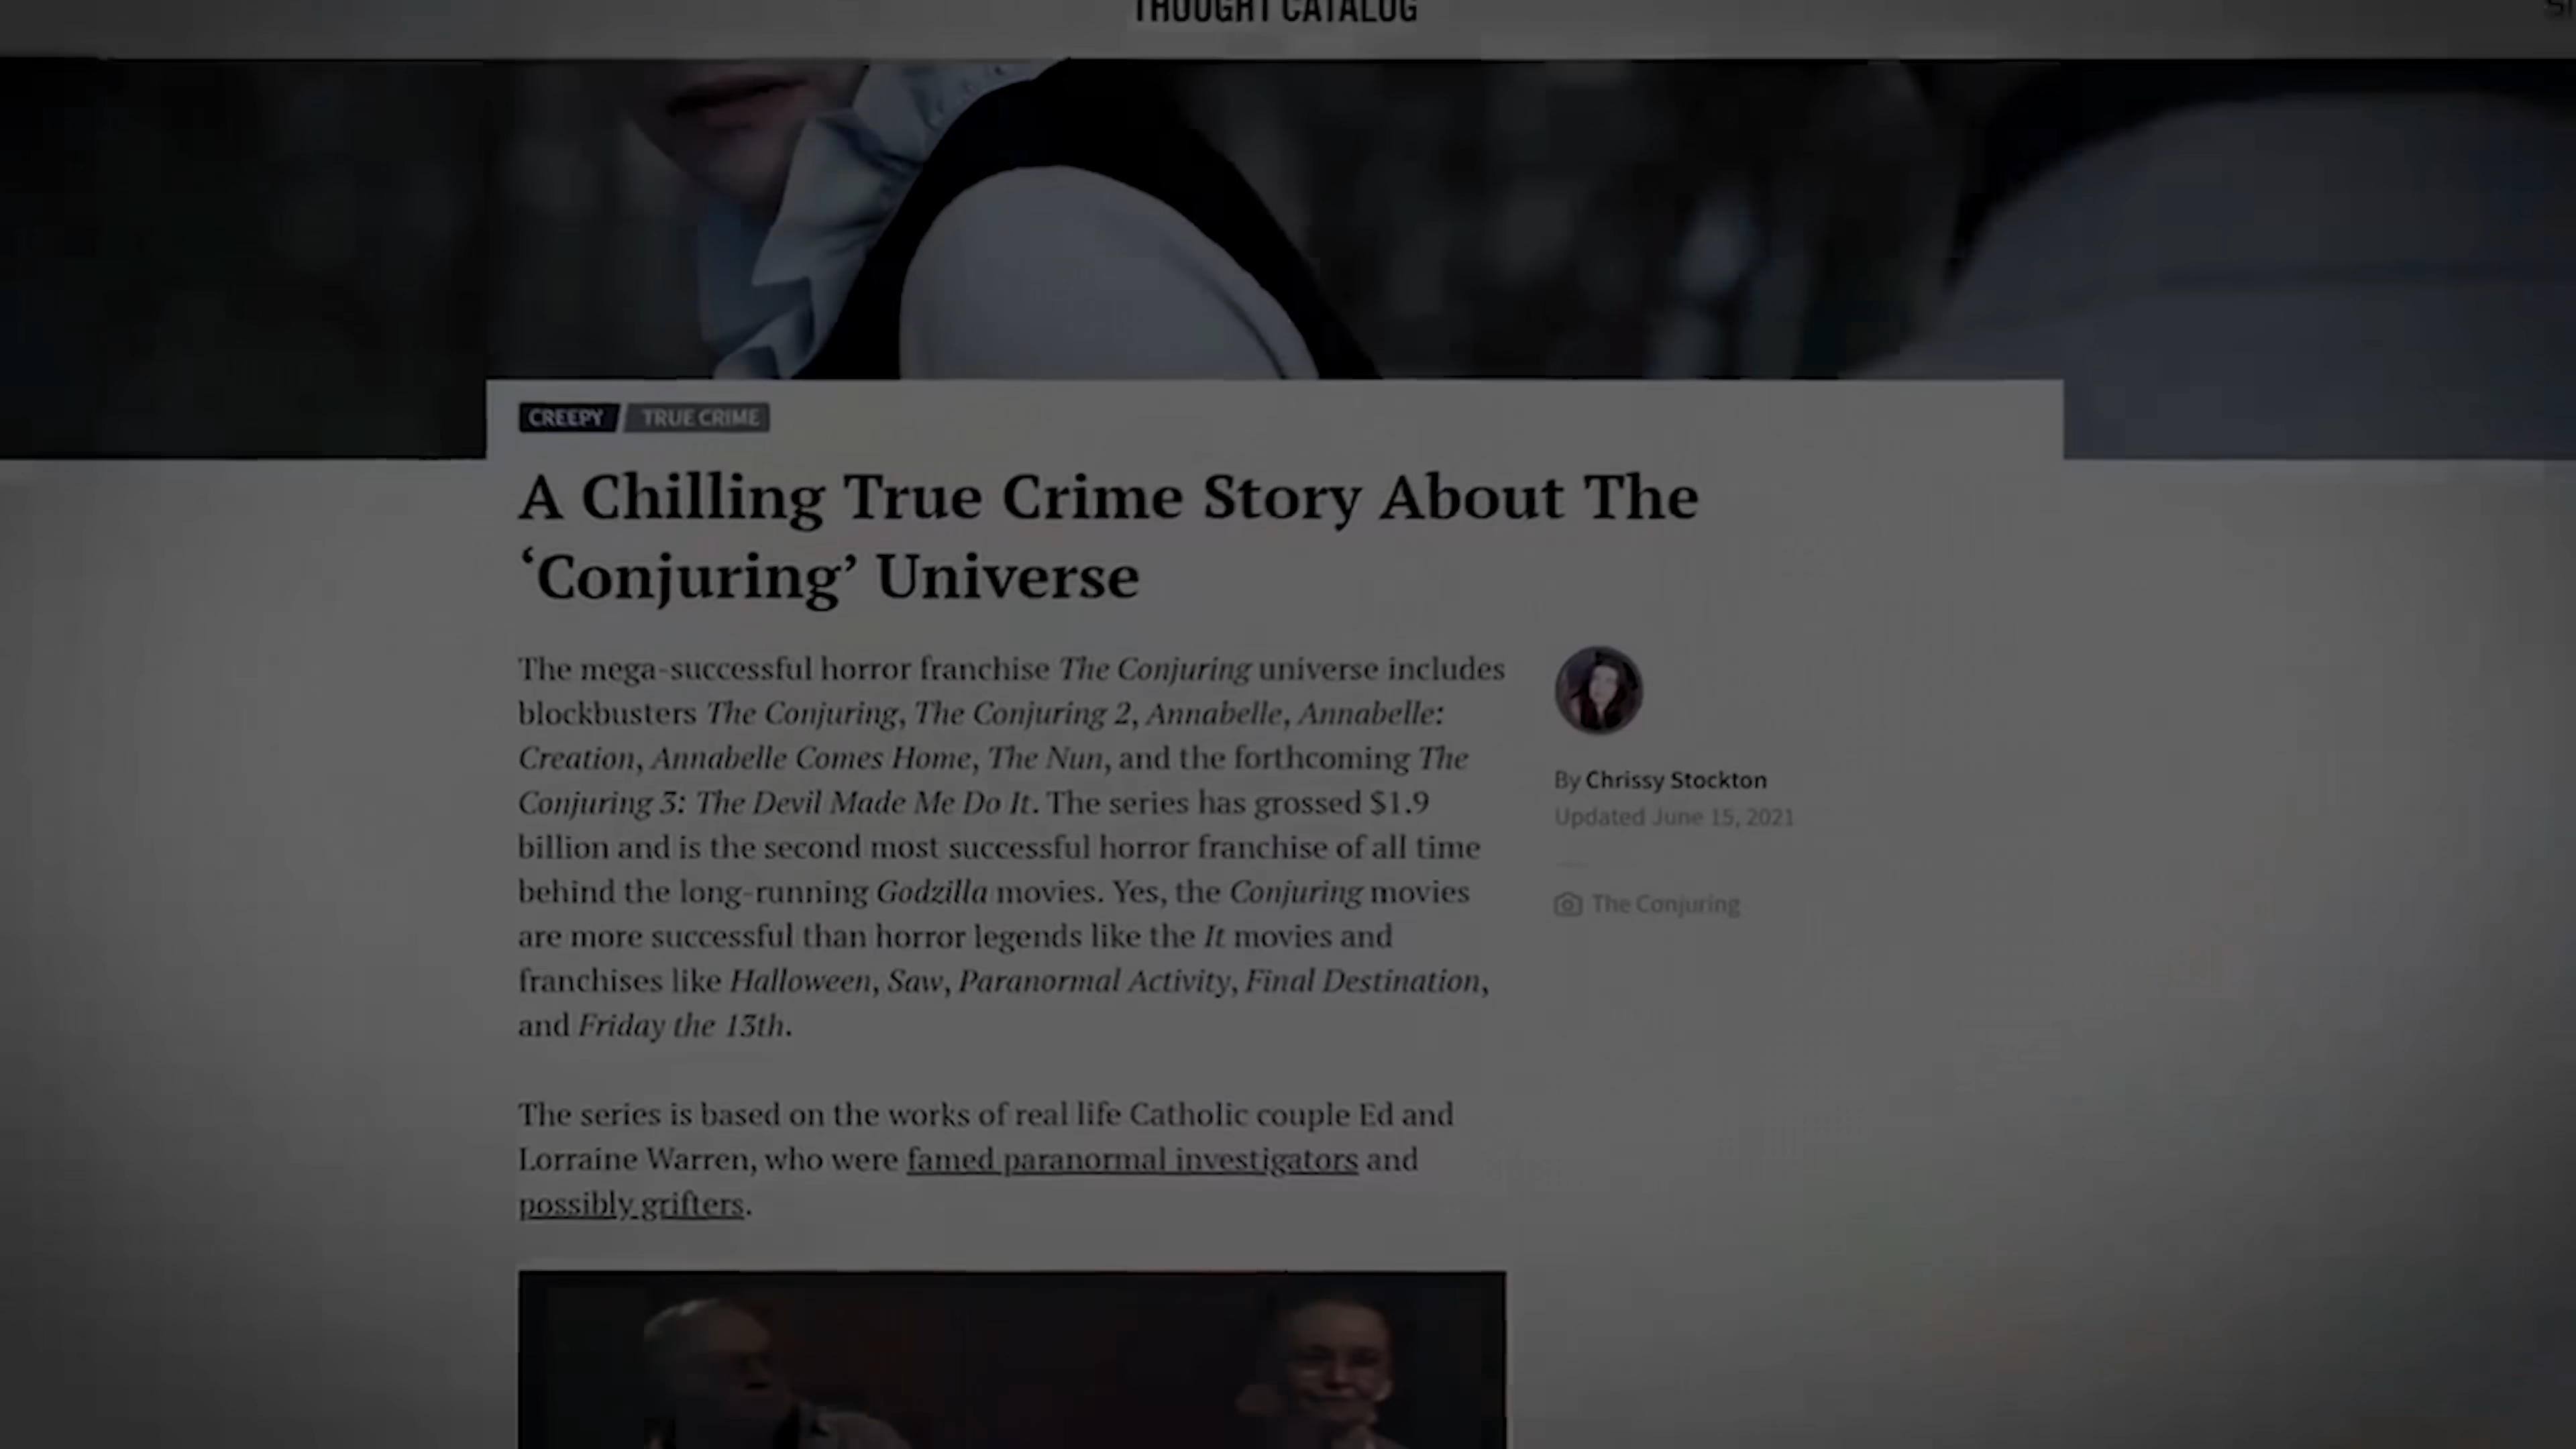 THOUGHT CATALOG
CREEPY TRUE CRIME
A Chilling True Crime Story About The
‘Conjuring’ Universe
The mega-successful horror franchise The Conjuring universe includes
blockbusters The Conjuring, The Conjuring 2, Annabelle, Annabelle:
Creation, Annabelle Comes Home, The Nun, and the forthcoming The
Conjuring 3: The Devil Made Me Do It. The series has grossed $1.9
billion and is the second most successful horror franchise of all time
behind the long-running Godzilla movies. Yes, the Conjuring movies
are more successful than horror legends like the It movies and
franchises like Halloween, Saw, Paranormal Activity, Final Destination,
and Friday the 13th.
The series is based on the works of real life Catholic couple Ed and
Lorraine Warren, who were famed paranormal investigators and
possibly grifters.
By Chrissy Stockton
Updated June 15, 2021
The Conjuring